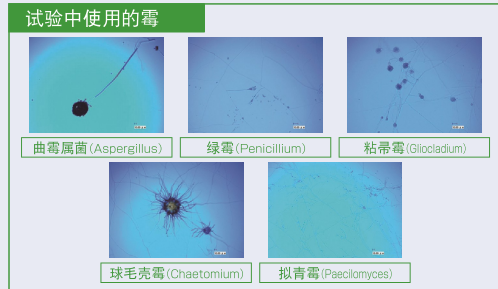 试验中使用的霉
曲霉属菌(Aspergillus)
绿霉(Penicillium)
粘帚霉(Gliocladium)
球毛壳霉(Chaetomium)
拟青霉(Paecilomyces)